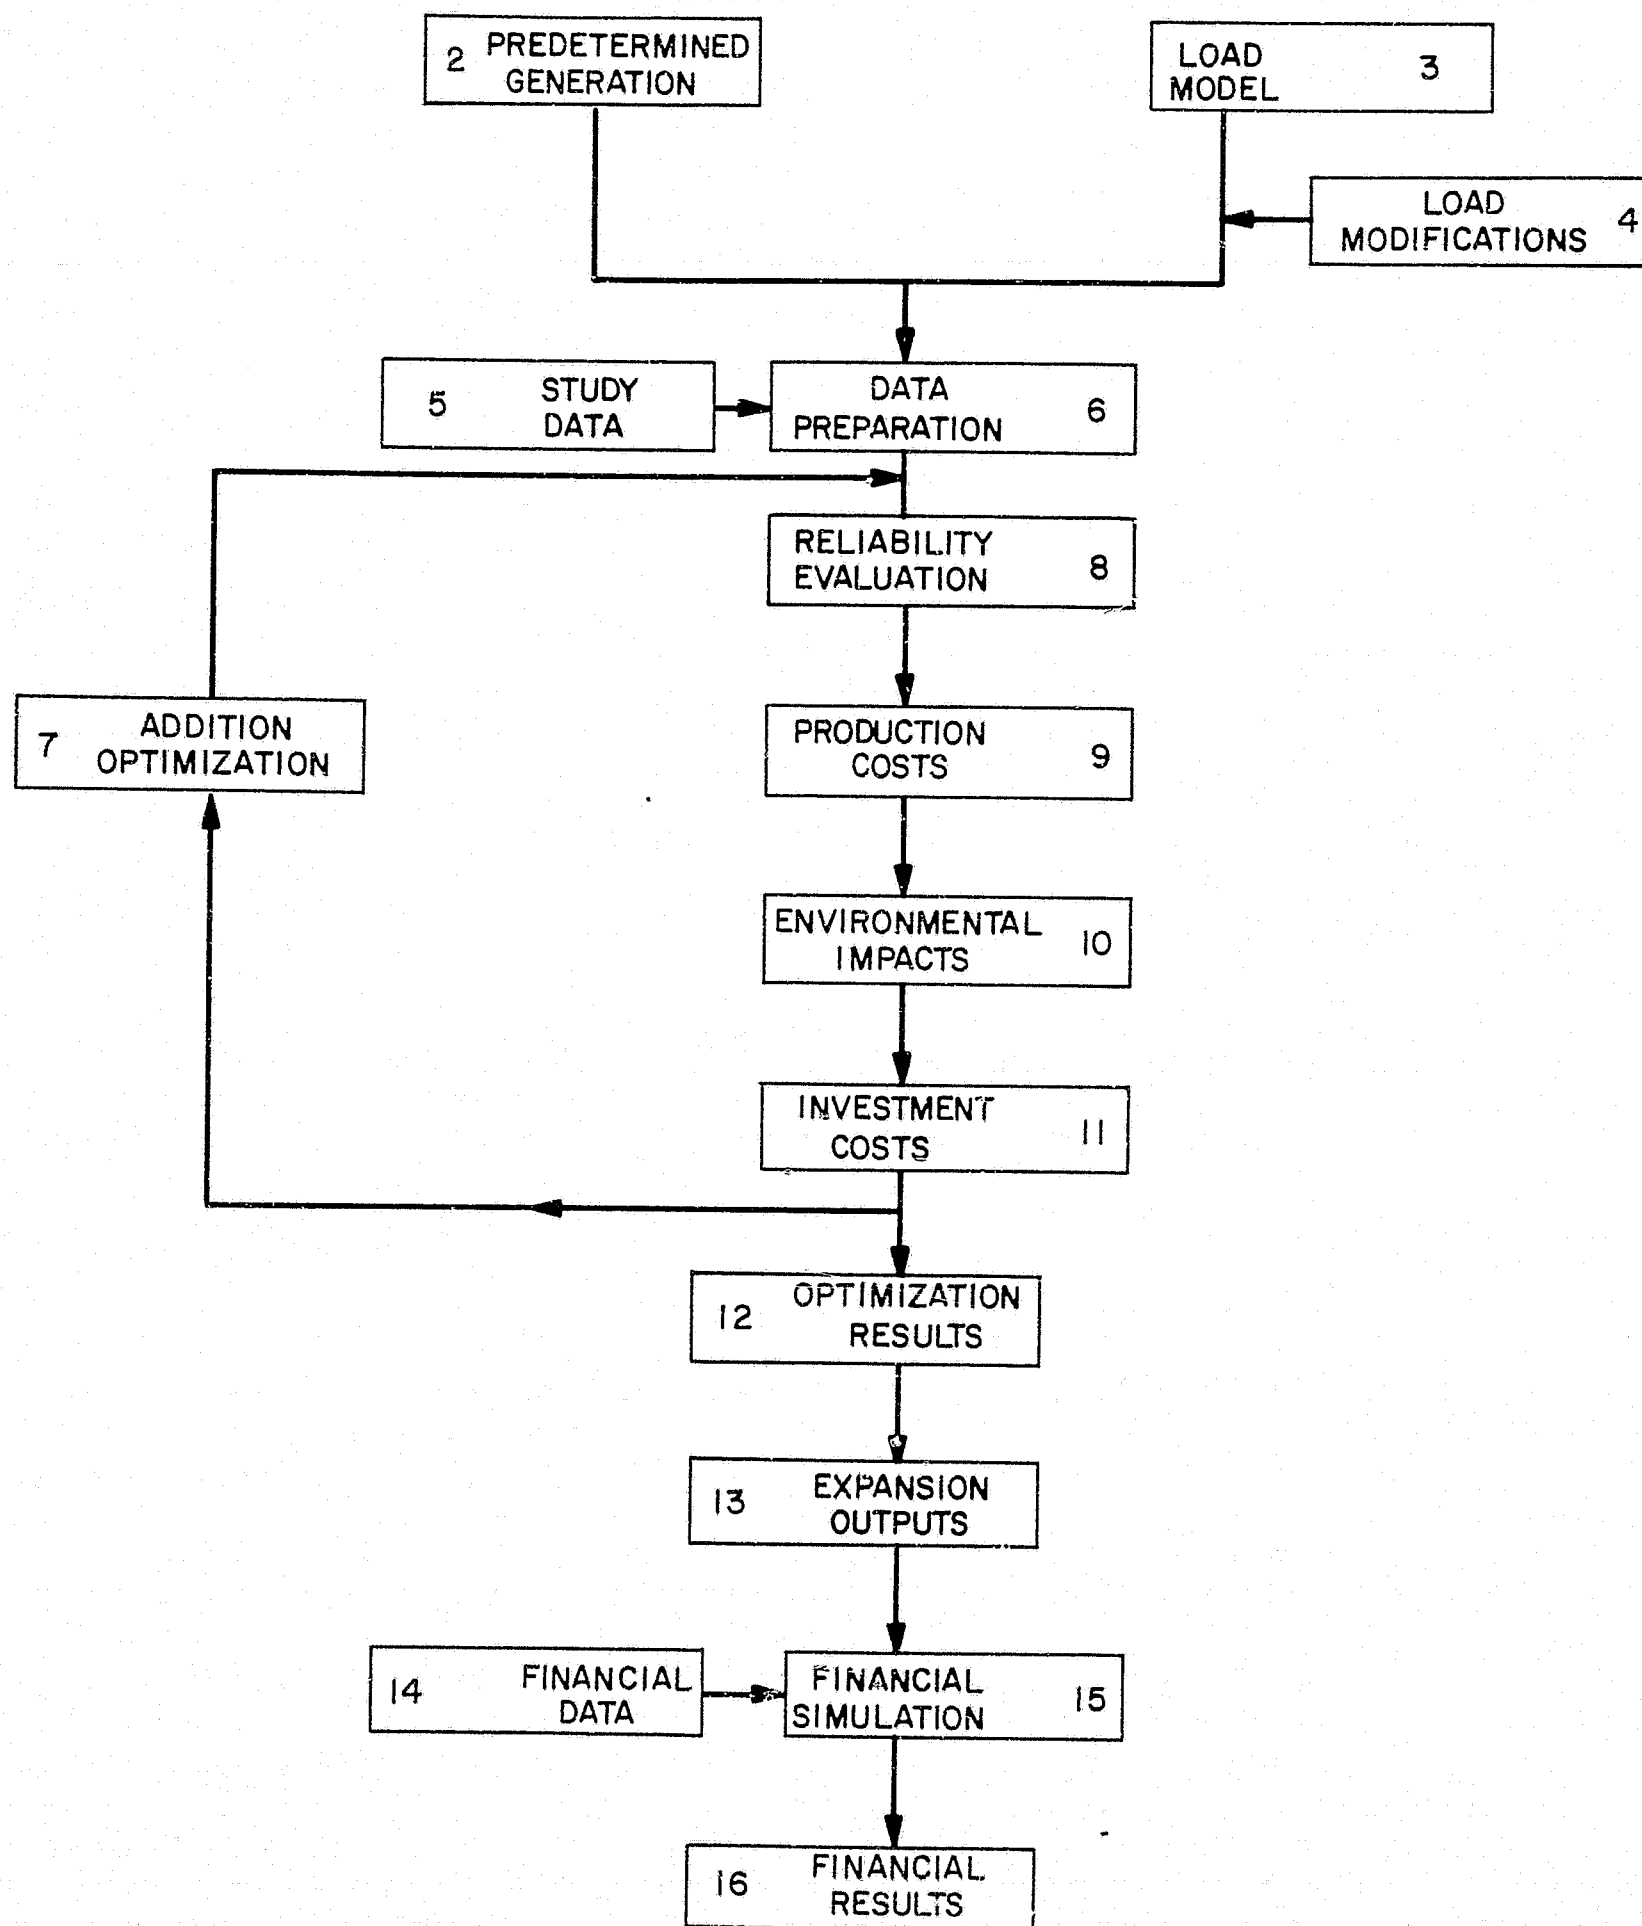 2 PREDETERMINED
GENERATION
LOAD
MODEL 3
LOAD
MODIFICATIONS 4
5 STUDY
DATA
DATA
PREPARATION 6
RELIABILITY
EVALUATION 8
7 ADDITION
OPTIMIZATION
PRODUCTION
COSTS 9
ENVIRONMENTAL
IMPACTS 10
INVESTMENT
COSTS 11
12 OPTIMIZATION
RESULTS
13 EXPANSION
OUTPUTS
14 FINANCIAL
DATA
FINANCIAL
SIMULATION 15
16 FINANCIAL
RESULTS